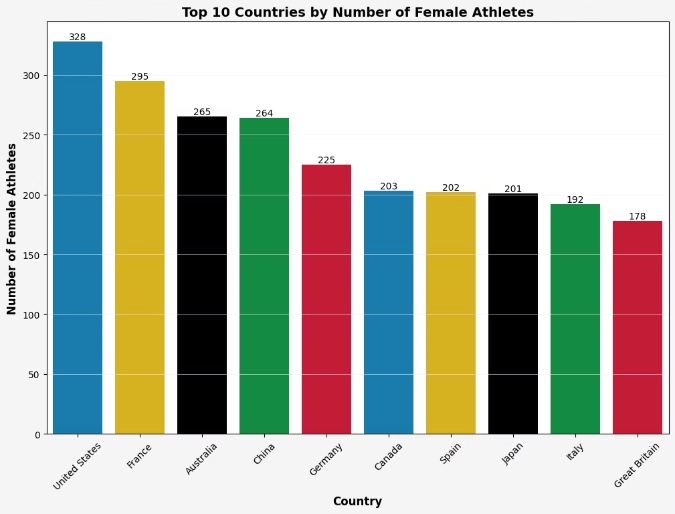 Top 10 Countries by Number of Female Athletes
Number of Female Athletes
300
250
200
150
100
50
0
328
295
265
264
225
203
202
201
192
178
United States
France
Australia
China
Germany
Canada
Spain
Japan
Italy
Great Britain
Country